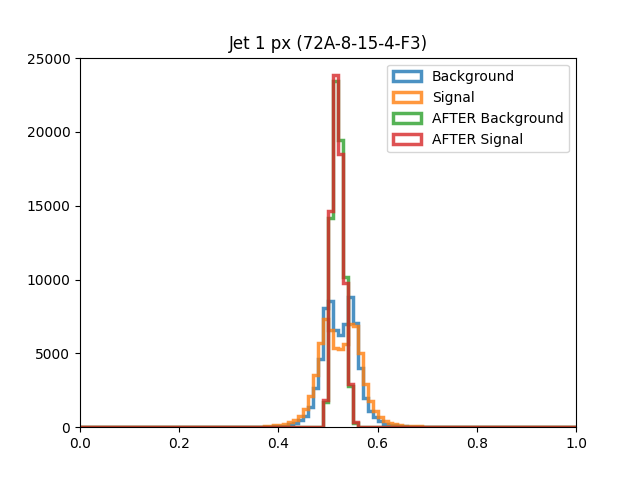 Jet 1 px (72A-8-15-4-F3)
25000
20000
15000
10000
5000
0
0.0 0.2 0.4 0.6 0.8 1.0
Background
Signal
AFTER Background
AFTER Signal